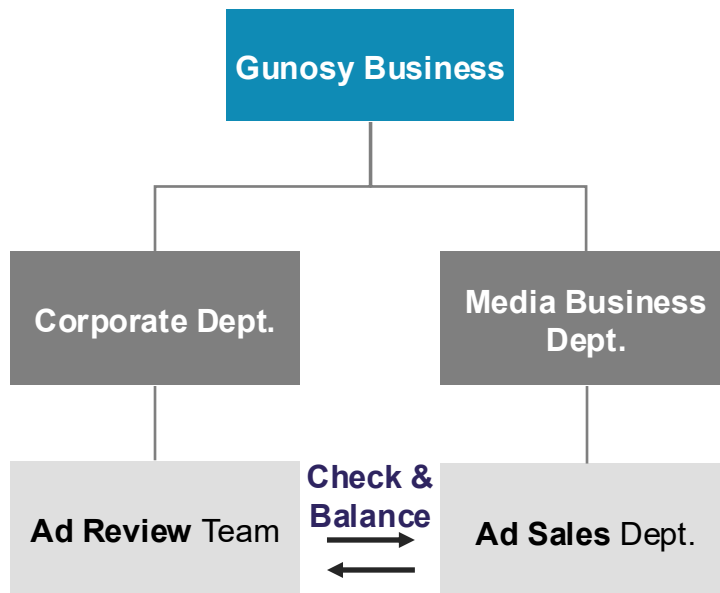 Gunosy Business
Corporate Dept.
Media Business
Dept.
Check &
Balance
Ad Review Team
Ad Sales Dept.